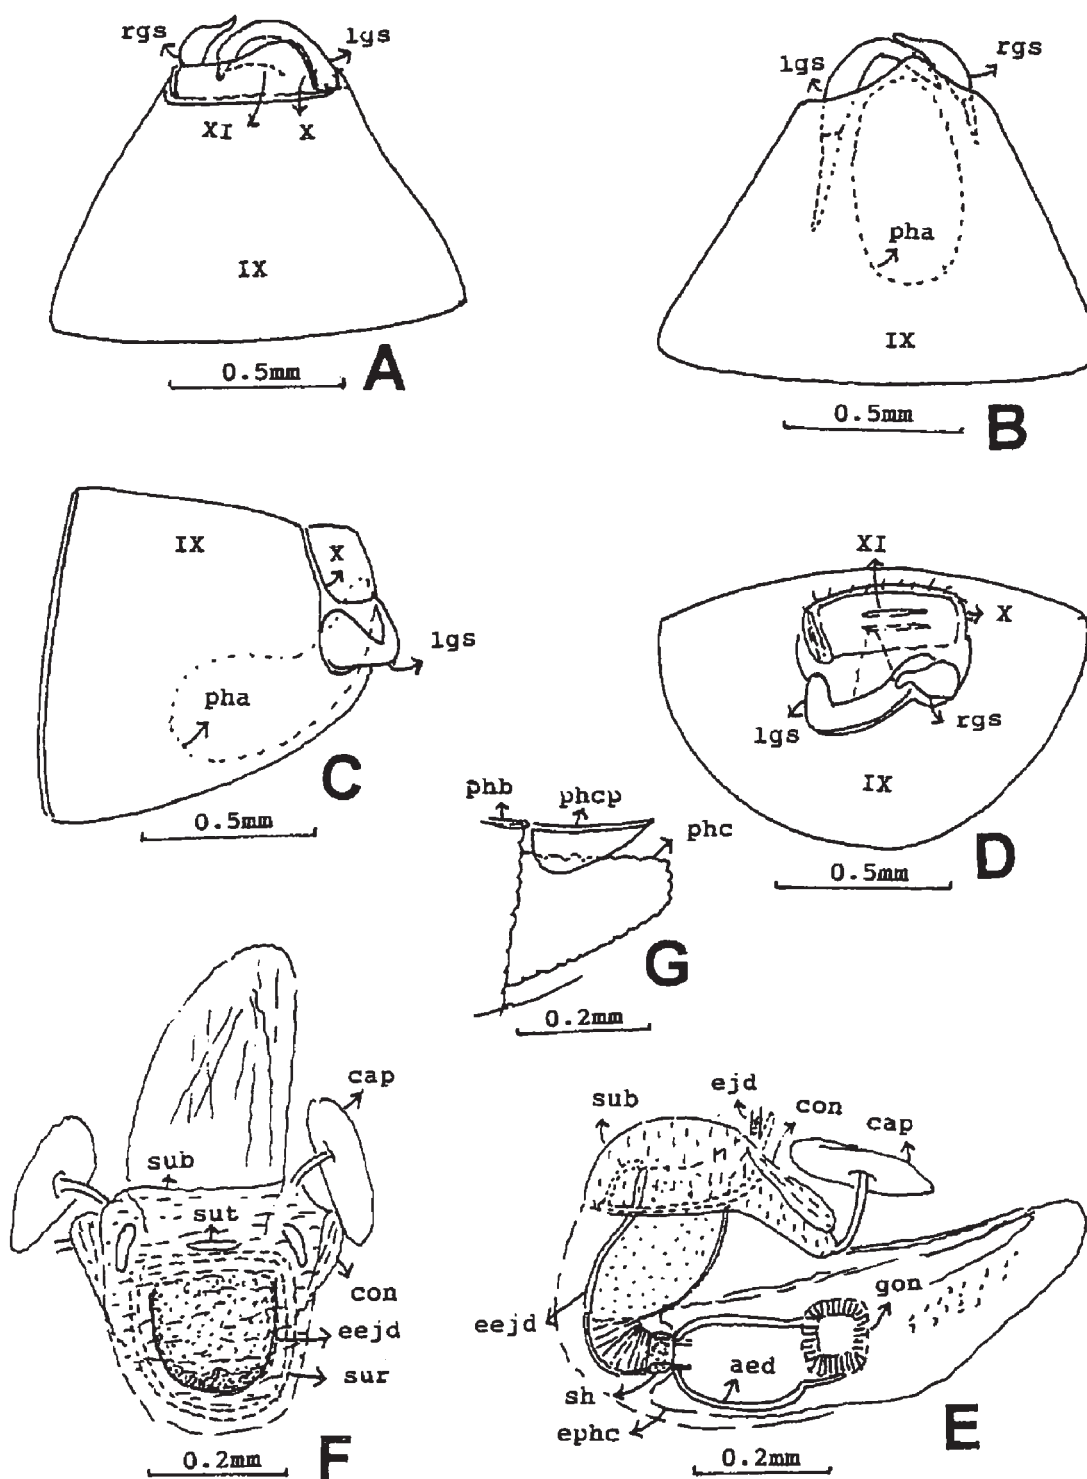 rgs
lgs
XI
X
IX
0.5mm
A
lgs
rgs
pha
IX
0.5mm
B
IX
X
lgs
pha
C
0.5mm
XI
X
lgs
rgs
IX
D
0.5mm
phb
phcp
phc
G
0.2mm
cap
sub
sut
con
eejd
sur
F
0.2mm
sub
ejd
con
cap
gon
eejd
aed
sh
ephc
E
0.2mm